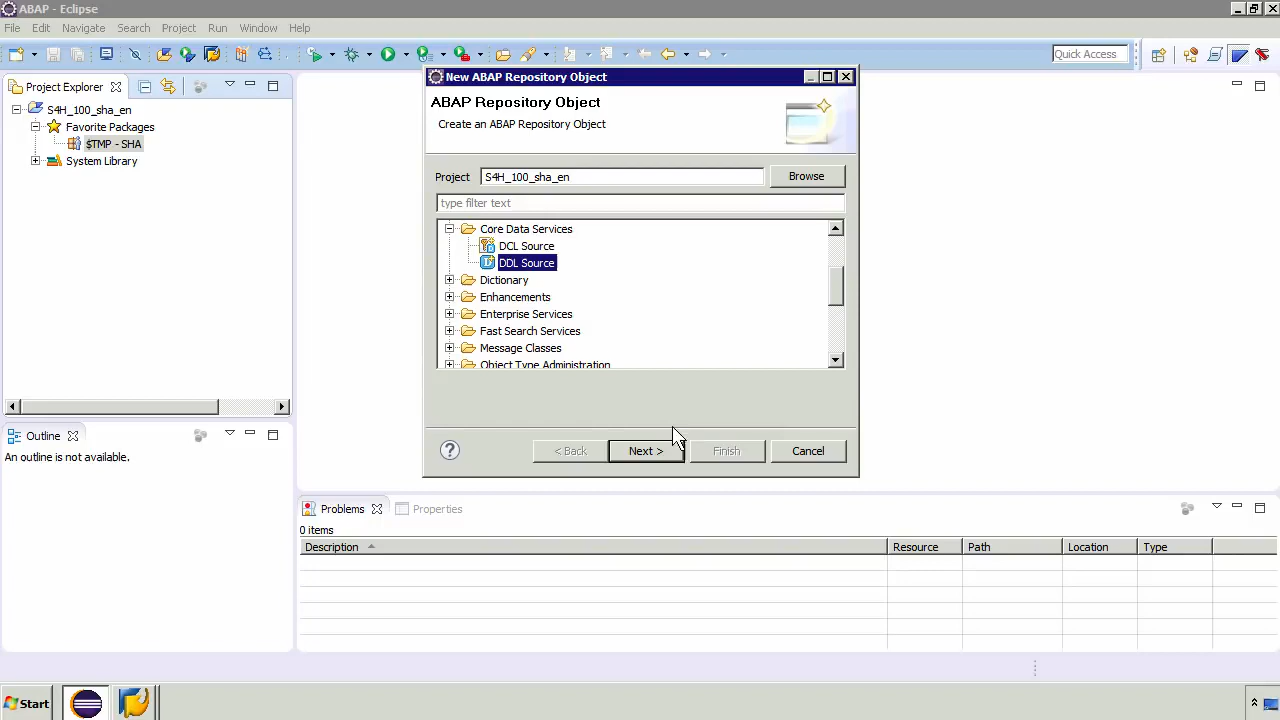 ABAP - Eclipse
File Edit Navigate Search Project Run Window Help
Quick Access
Project Explorer
S4H_100_sha_en
Favorite Packages
$TMP - SHA
System Library
Outline
An outline is not available.
New ABAP Repository Object
ABAP Repository Object
Create an ABAP Repository Object
Project S4H_100_sha_en Browse
type filter text
Core Data Services
DCL Source
DDL Source
Dictionary
Enhancements
Enterprise Services
Fast Search Services
Message Classes
Object Type Administration
< Back Next > Finish Cancel
Problems Properties
0 items
Description Resource Path Location Type
Start